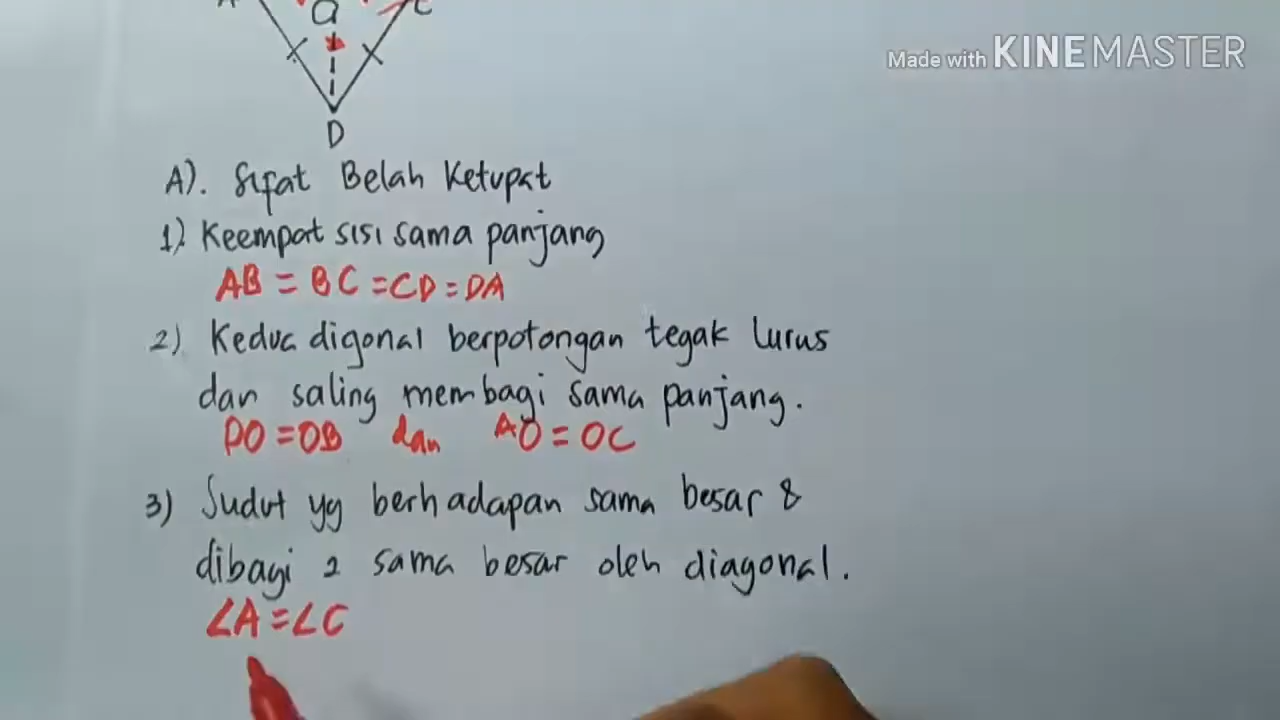 A
O
C
D
Made with KINEMASTER
A). Sifat Belah Ketupat
1). Keempat sisi sama panjang
AB = BC = CD = DA
2). Kedua digonal berpotongan tegak lurus
dan saling membagi sama panjang.
DO = OB dan AO = OC
3) Sudut yg berhadapan sama besar &
dibagi 2 sama besar oleh diagonal.
∠A = ∠C